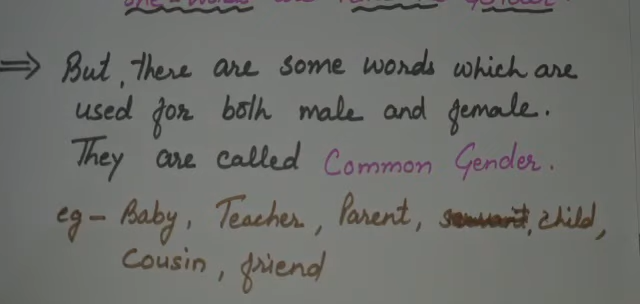 ⇒ But, there are some words which are
used for both male and female.
They are called Common Gender.
eg - Baby, Teacher, Parent, child,
Cousin, friend